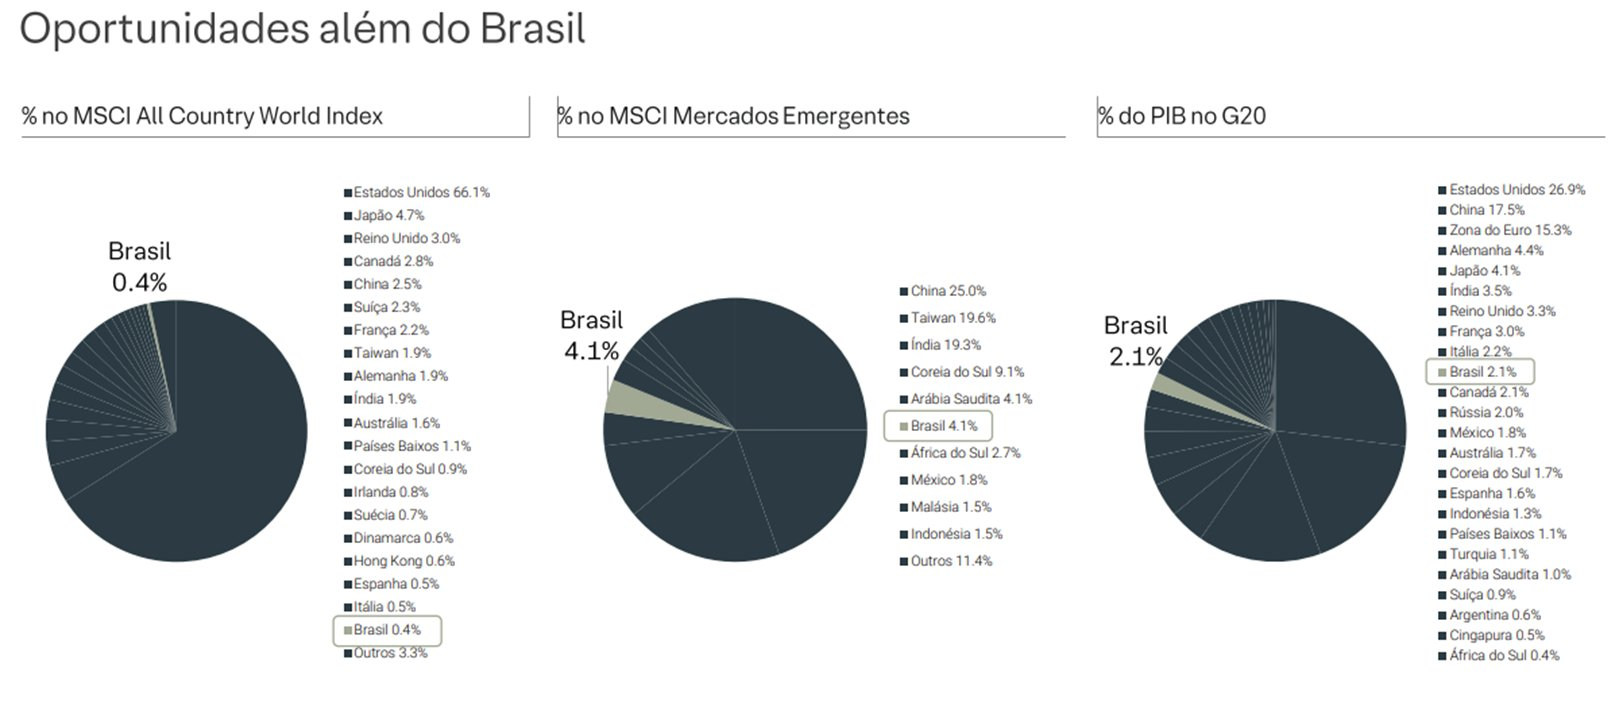 Oportunidades além do Brasil
% no MSCI All Country World Index
Brasil
0.4%
Estados Unidos 66.1%
Japão 4.7%
Reino Unido 3.0%
Canadá 2.8%
China 2.5%
Suíça 2.3%
França 2.2%
Taiwan 1.9%
Alemanha 1.9%
Índia 1.9%
Austrália 1.6%
Países Baixos 1.1%
Coreia do Sul 0.9%
Irlanda 0.8%
Suécia 0.7%
Dinamarca 0.6%
Hong Kong 0.6%
Espanha 0.5%
Itália 0.5%
Brasil 0.4%
Outros 3.3%
% no MSCI Mercados Emergentes
Brasil
4.1%
China 25.0%
Taiwan 19.6%
Índia 19.3%
Coreia do Sul 9.1%
Arábia Saudita 4.1%
Brasil 4.1%
África do Sul 2.7%
México 1.8%
Malásia 1.5%
Indonésia 1.5%
Outros 11.4%
% do PIB no G20
Brasil
2.1%
Estados Unidos 26.9%
China 17.5%
Zona do Euro 15.3%
Alemanha 4.4%
Japão 4.1%
Índia 3.5%
Reino Unido 3.3%
França 3.0%
Itália 2.2%
Brasil 2.1%
Canadá 2.1%
Rússia 2.0%
México 1.8%
Austrália 1.7%
Coreia do Sul 1.7%
Espanha 1.6%
Indonésia 1.3%
Países Baixos 1.1%
Turquia 1.1%
Arábia Saudita 1.0%
Suíça 0.9%
Argentina 0.6%
Cingapura 0.5%
África do Sul 0.4%